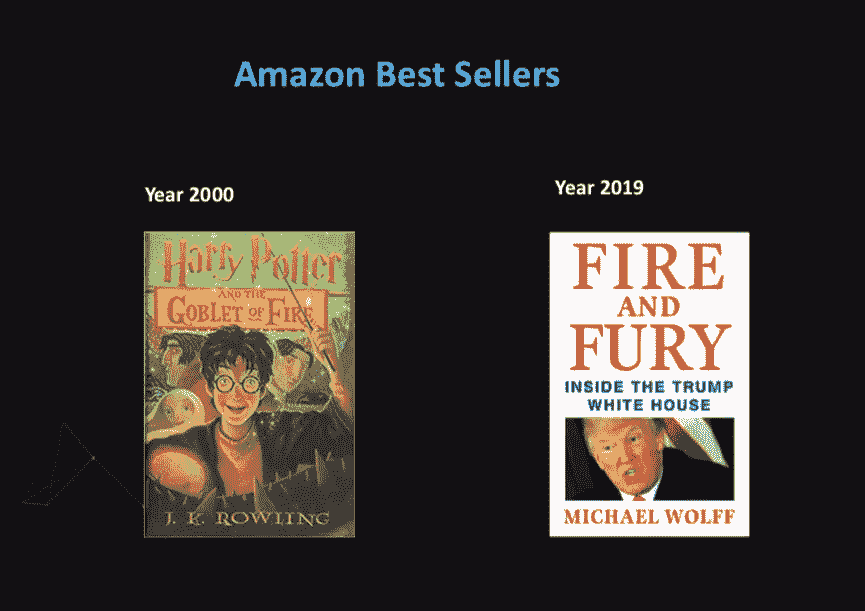 Amazon Best Sellers
Year 2000
Harry Potter
AND THE
GOBLET OF FIRE
J. K. ROWLING
Year 2019
FIRE
AND
FURY
INSIDE THE TRUMP
WHITE HOUSE
MICHAEL WOLFF